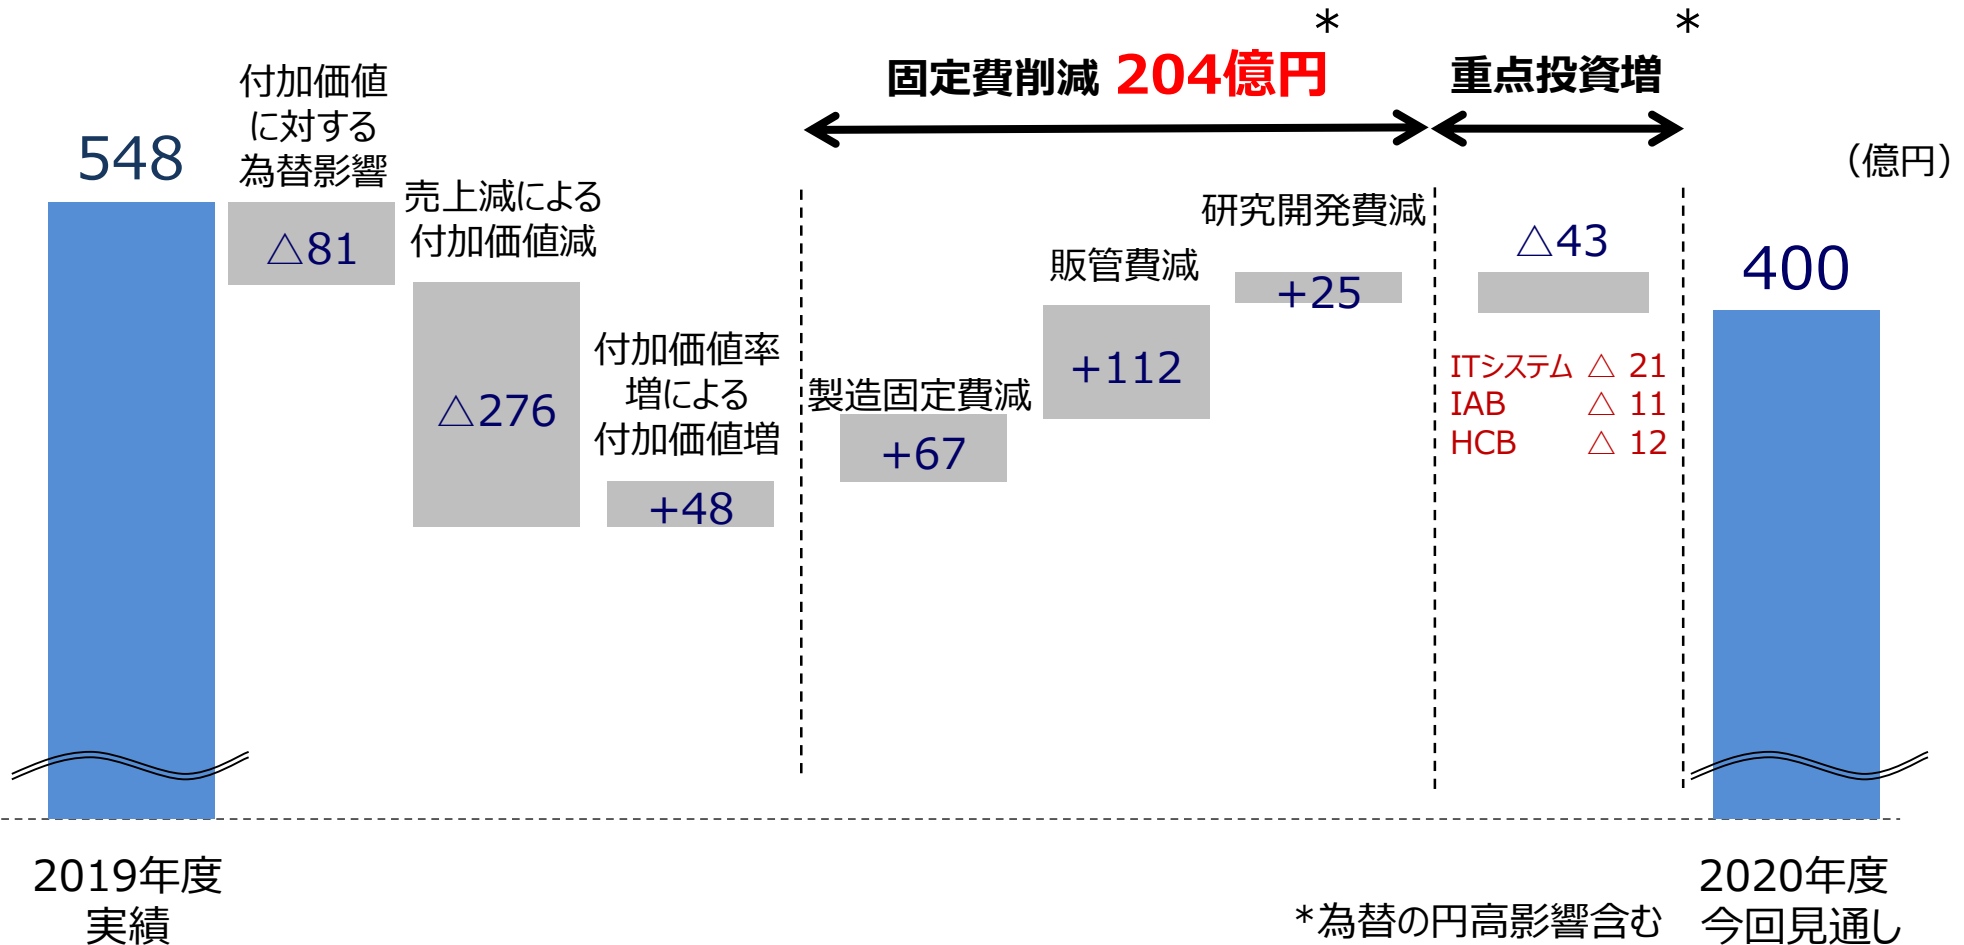 *
*
固定費削減 204億円
重点投資増
(億円)
548
付加価値
に対する
為替影響
△81
売上減による
付加価値減
△276
付加価値率
増による
付加価値増
+48
製造固定費減
+67
販管費減
+112
研究開発費減
+25
△43
ITシステム △ 21
IAB △ 11
HCB △ 12
400
2019年度
実績
*為替の円高影響含む
2020年度
今回見通し